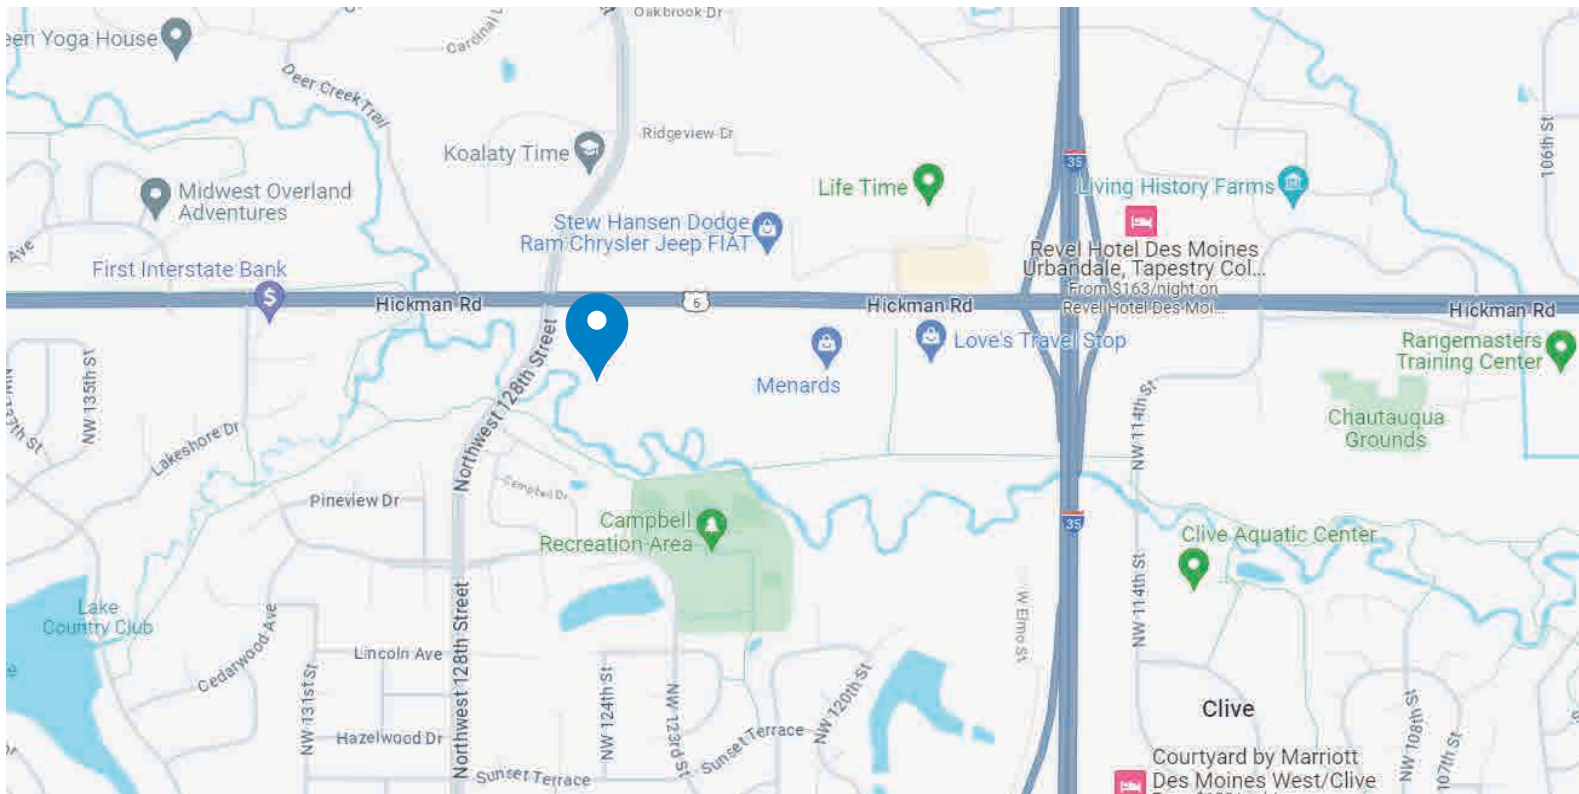 Oakbrook Dr
een Yoga House
Cardinal L
Deer Creek Trail
Ridgeview Dr
Koalaty Time
35
106th St
Midwest Overland
Adventures
Life Time
Living History Farms
Stew Hansen Dodge
Ram Chrysler Jeep FIAT
Ave
First Interstate Bank
$
Revel Hotel Des Moines
Urbandale, Tapestry Col...
From $163/night on
Revel Hotel Des Moi...
Hickman Rd
6
Hickman Rd
Hickman Rd
Love's Travel Stop
Rangemasters
Training Center
Menards
Northwest 128th Street
NW 135th St
37th St
Lakeshore Dr
NW 114th St
Chautauqua
Grounds
Pineview Dr
Campbell Dr
Campbell
Recreation Area
35
Clive Aquatic Center
NW 114th St
Lake
Country Club
Cedarwood Ave
Northwest 128th Street
W Elmo St
Lincoln Ave
NW 131st St
NW 124th St
NW 123rd St
NW 120th St
Clive
NW 108th St
107th St
Hazelwood Dr
Sunset Terrace
Sunset Terrace
Courtyard by Marriott
Des Moines West/Clive